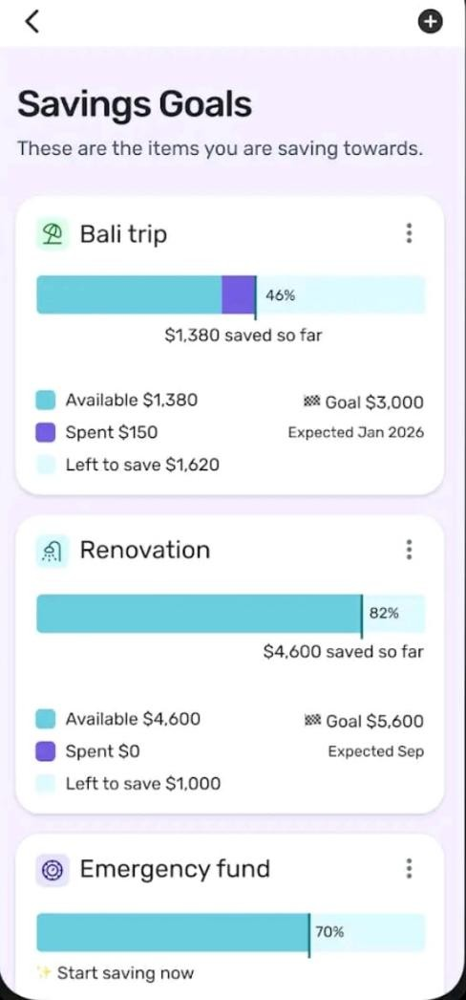 Savings Goals
These are the items you are saving towards.
Bali trip
46%
$1,380 saved so far
Available $1,380
Goal $3,000
Spent $150
Expected Jan 2026
Left to save $1,620
Renovation
82%
$4,600 saved so far
Available $4,600
Goal $5,600
Spent $0
Expected Sep
Left to save $1,000
Emergency fund
70%
✨ Start saving now